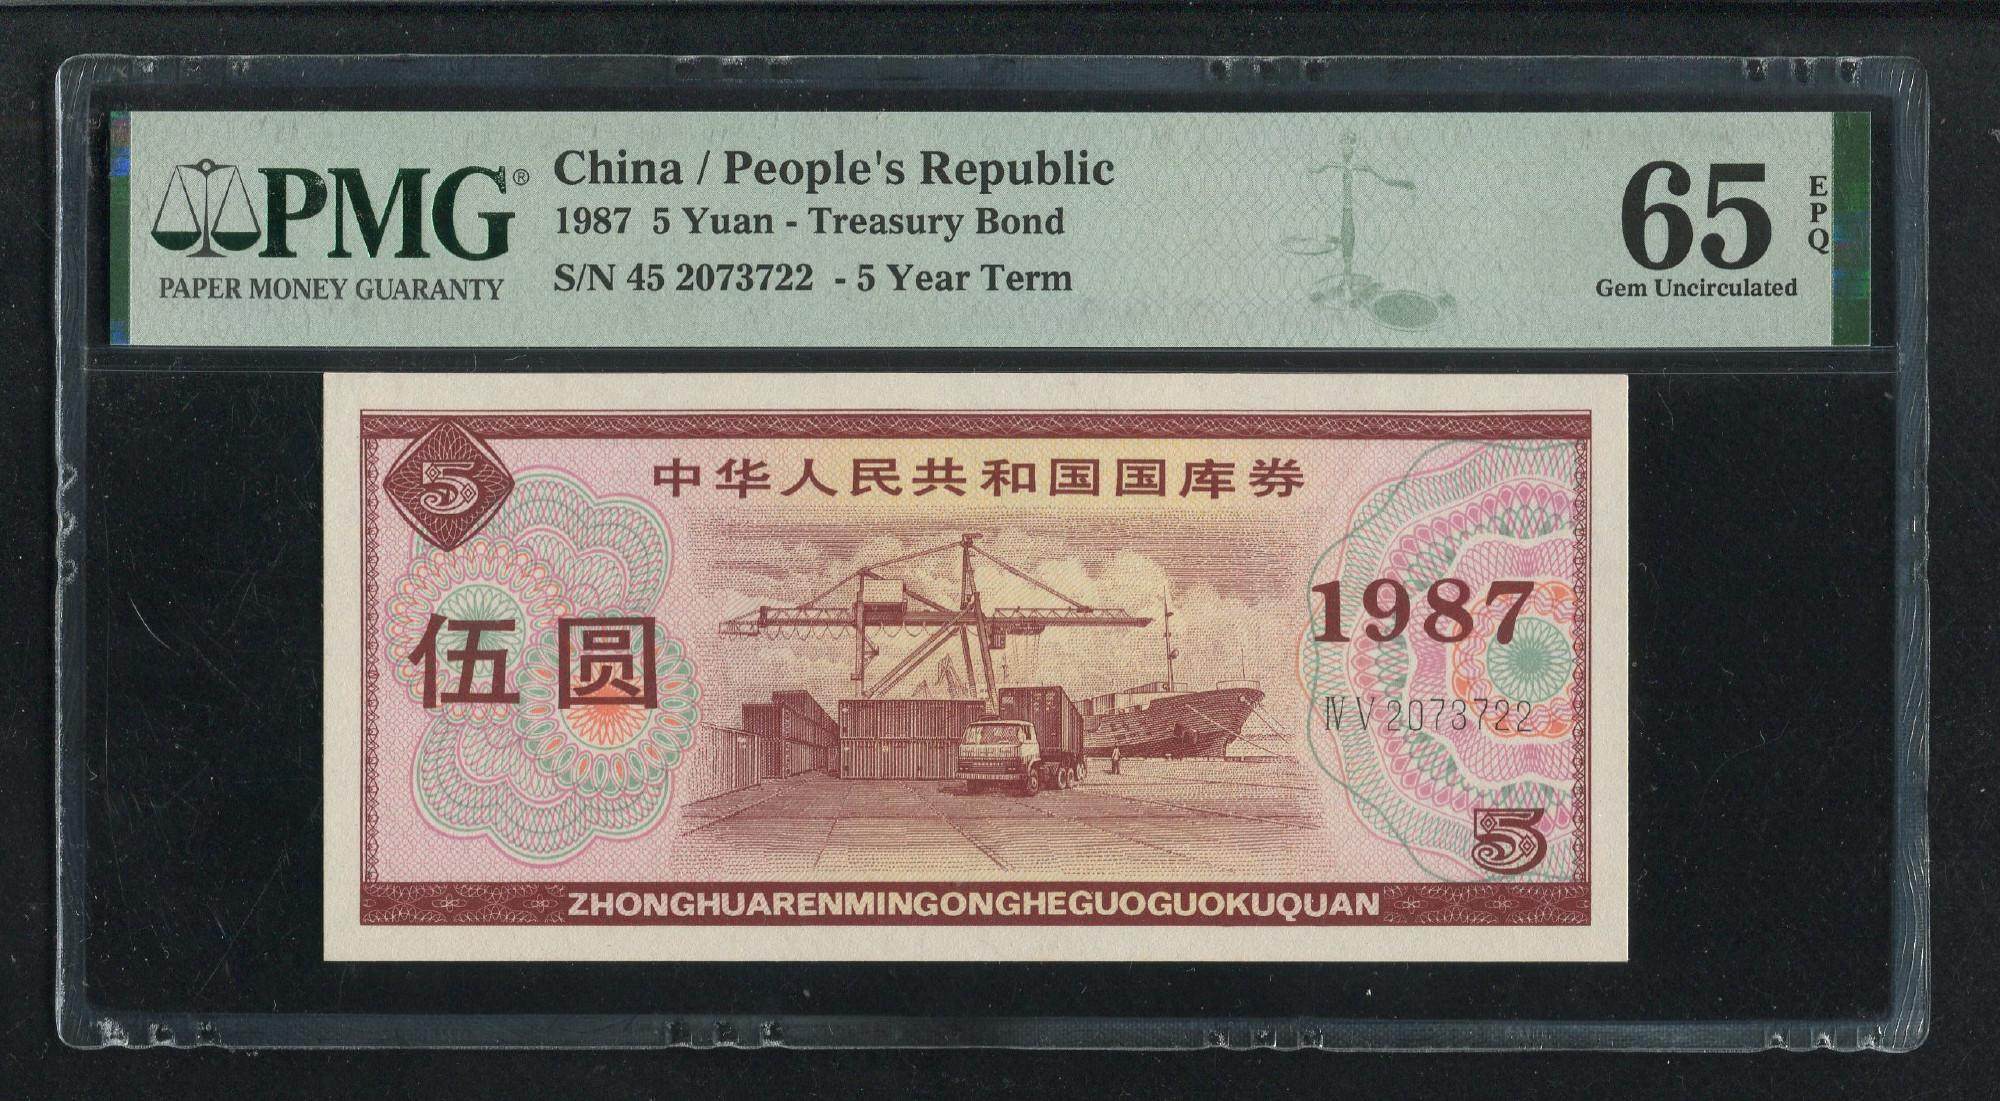 PMG®
PAPER MONEY GUARANTY
China / People's Republic
1987 5 Yuan - Treasury Bond
S/N 45 2073722 - 5 Year Term
65
EPQ
Gem Uncirculated
5
中华人民共和国国库券
伍圆
1987
ⅣⅤ2073722
5
ZHONGHUARENMINGONGHEGUOGUOKUQUAN